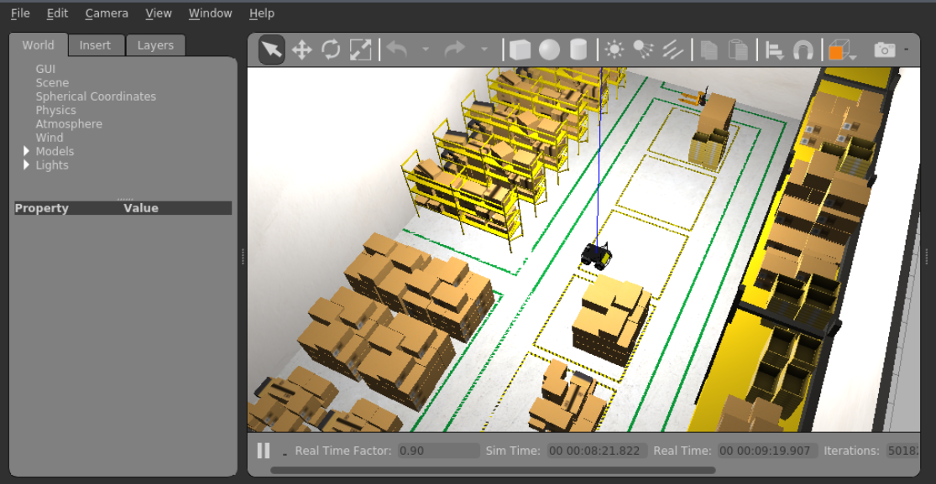 File Edit Camera View Window Help
World Insert Layers
GUI
Scene
Spherical Coordinates
Physics
Atmosphere
Wind
Models
Lights
Property Value
Real Time Factor: 0.90 Sim Time: 00 00:08:21.822 Real Time: 00 00:09:19.907 Iterations: 5018